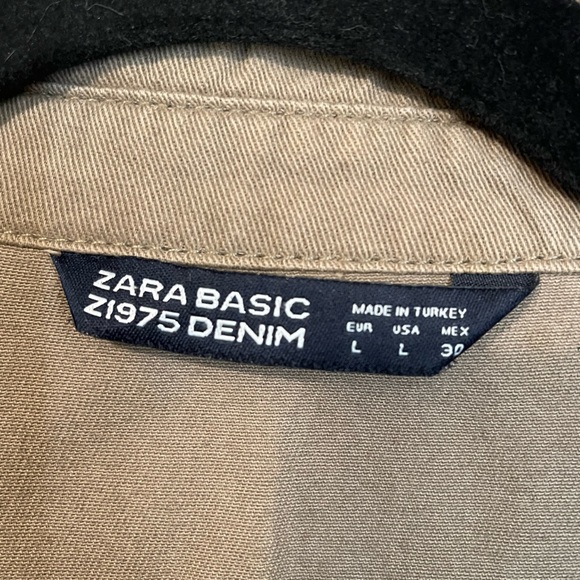 ZARA BASIC
Z1975 DENIM
MADE IN TURKEY
EUR USA MEX
L L 30